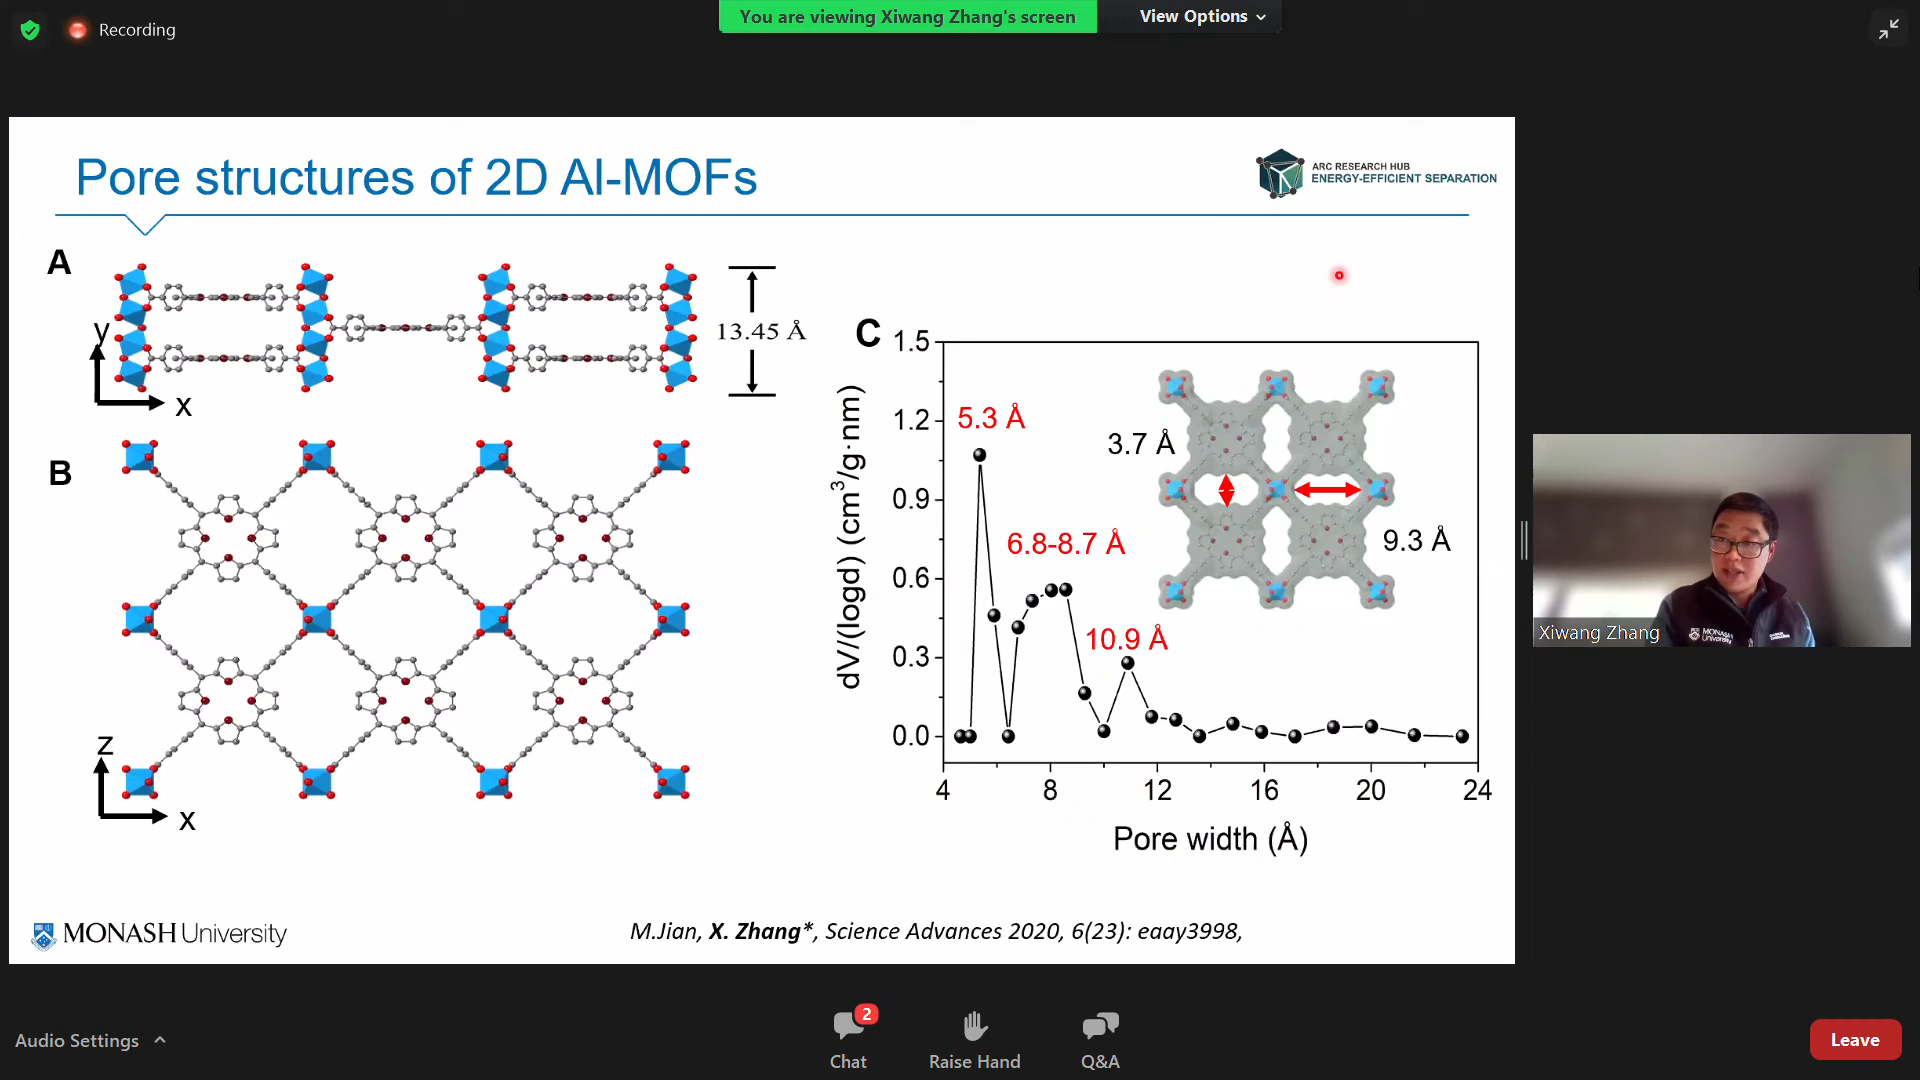 You are viewing Xiwang Zhang's screen
View Options
Recording
Pore structures of 2D Al-MOFs
ARC RESEARCH HUB
ENERGY-EFFICIENT SEPARATION
A
y
x
13.45 Å
B
z
x
C
1.5
1.2
0.9
0.6
0.3
0.0
dV/(logd) (cm³/g·nm)
5.3 Å
6.8-8.7 Å
10.9 Å
3.7 Å
9.3 Å
4 8 12 16 20 24
Pore width (Å)
MONASH University
M.Jian, X. Zhang*, Science Advances 2020, 6(23): eaay3998,
MONASH
University
Xiwang Zhang
Audio Settings
2
Chat
Raise Hand
Q&A
Leave